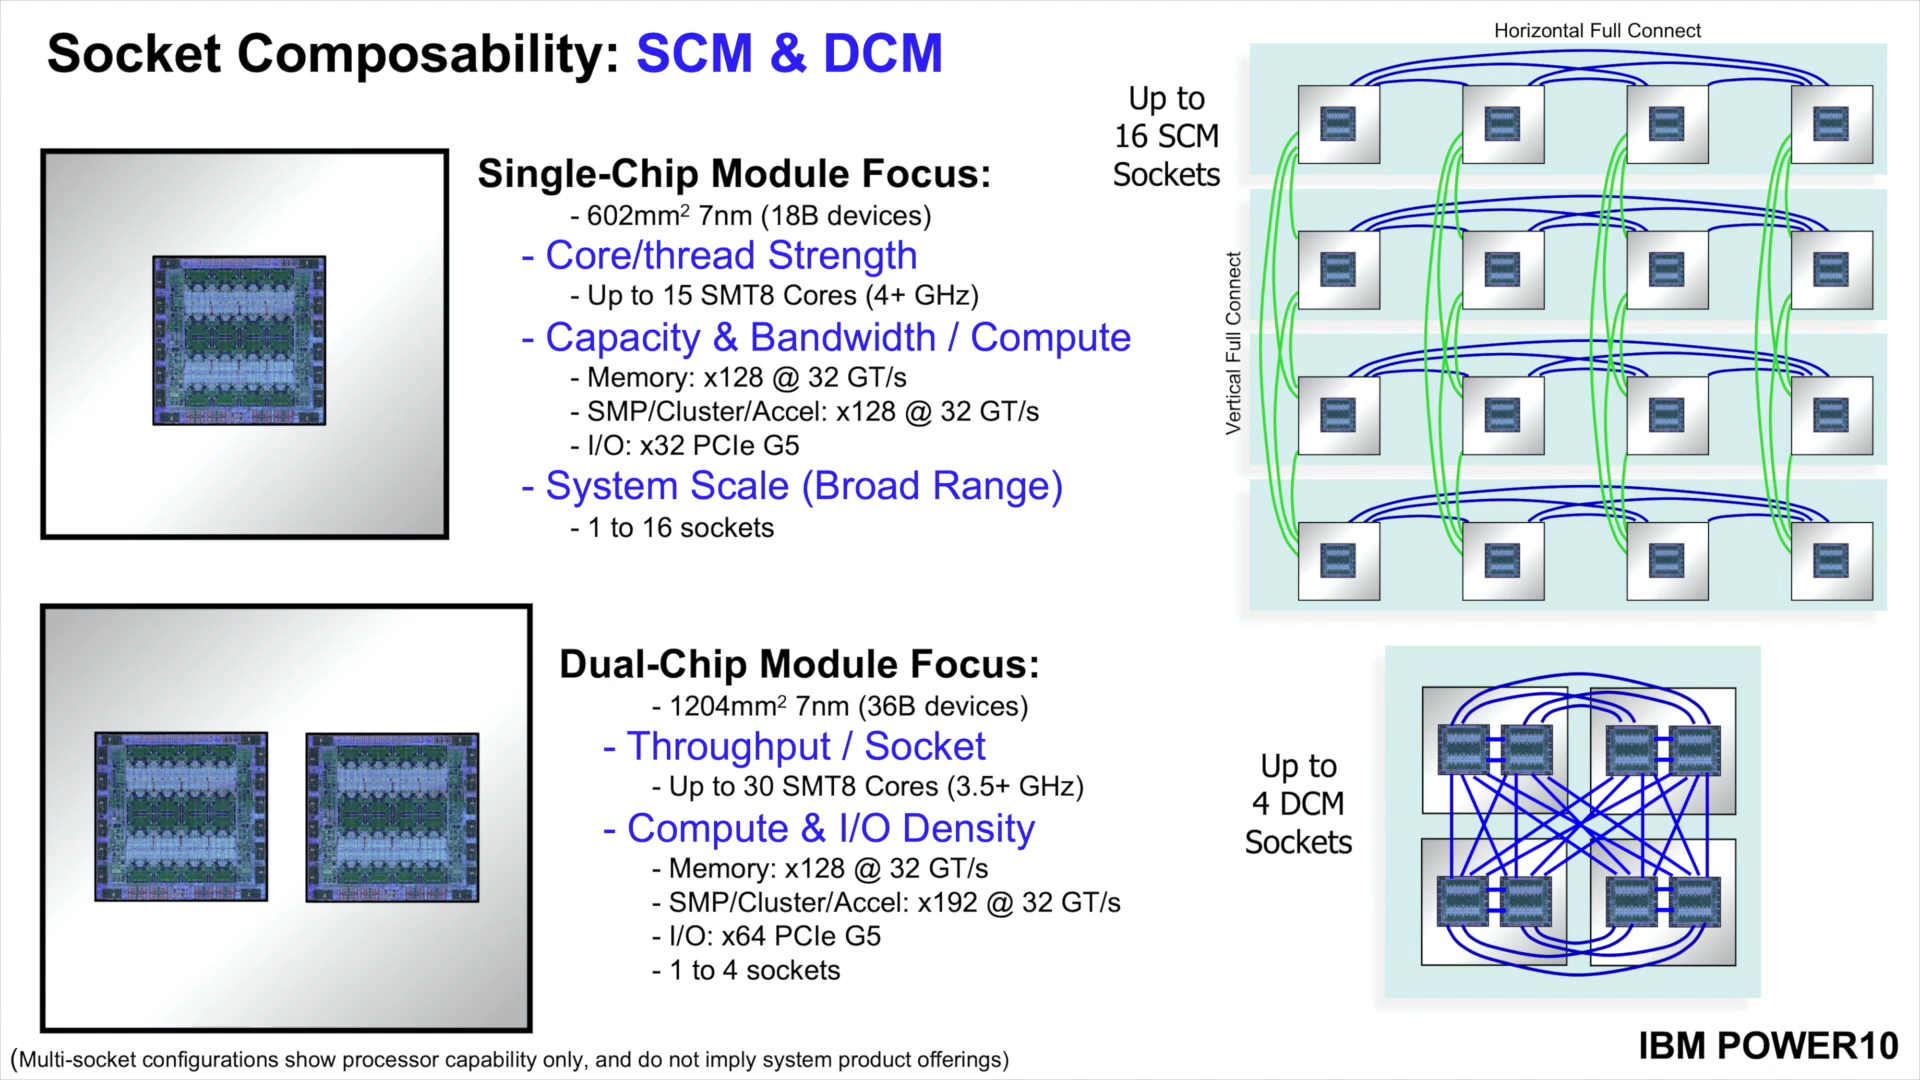 Socket Composability: SCM & DCM
Single-Chip Module Focus:
- 602mm² 7nm (18B devices)
- Core/thread Strength
- Up to 15 SMT8 Cores (4+ GHz)
- Capacity & Bandwidth / Compute
- Memory: x128 @ 32 GT/s
- SMP/Cluster/Accel: x128 @ 32 GT/s
- I/O: x32 PCIe G5
- System Scale (Broad Range)
- 1 to 16 sockets
Horizontal Full Connect
Up to
16 SCM
Sockets
Vertical Full Connect
Dual-Chip Module Focus:
- 1204mm² 7nm (36B devices)
- Throughput / Socket
- Up to 30 SMT8 Cores (3.5+ GHz)
- Compute & I/O Density
- Memory: x128 @ 32 GT/s
- SMP/Cluster/Accel: x192 @ 32 GT/s
- I/O: x64 PCIe G5
- 1 to 4 sockets
Up to
4 DCM
Sockets
(Multi-socket configurations show processor capability only, and do not imply system product offerings)
IBM POWER10